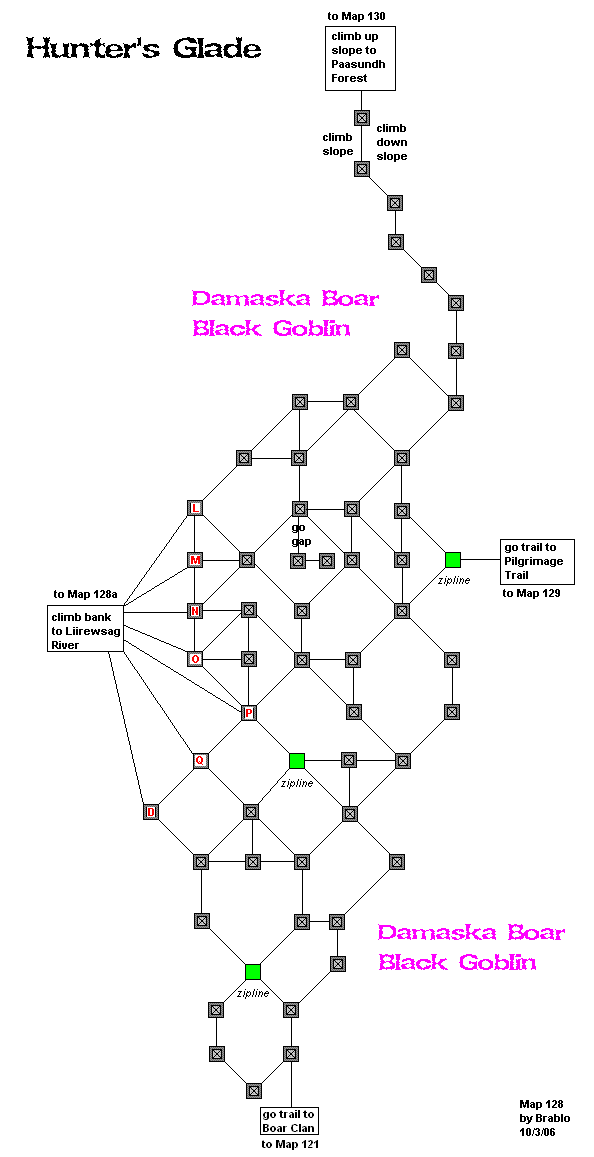 to Map 130
Hunter's Glade
climb up
slope to
Paasundh
Forest
climb
slope
climb
down
slope
Damaska Boar
Black Goblin
L
go
gap
M
zipline
go trail to
Pilgrimage
Trail
to Map 129
to Map 128a
climb bank
to Liirewsag
River
N
O
P
Q
zipline
D
Damaska Boar
Black Goblin
zipline
go trail to
Boar Clan
to Map 121
Map 128
by Brablo
10/3/06